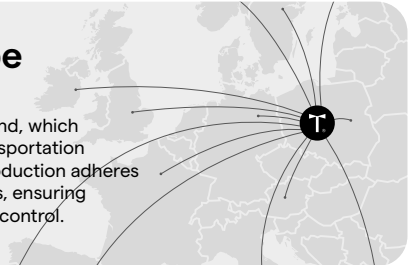 e
nd, which
sportation
duction adheres
s, ensuring
control.
T